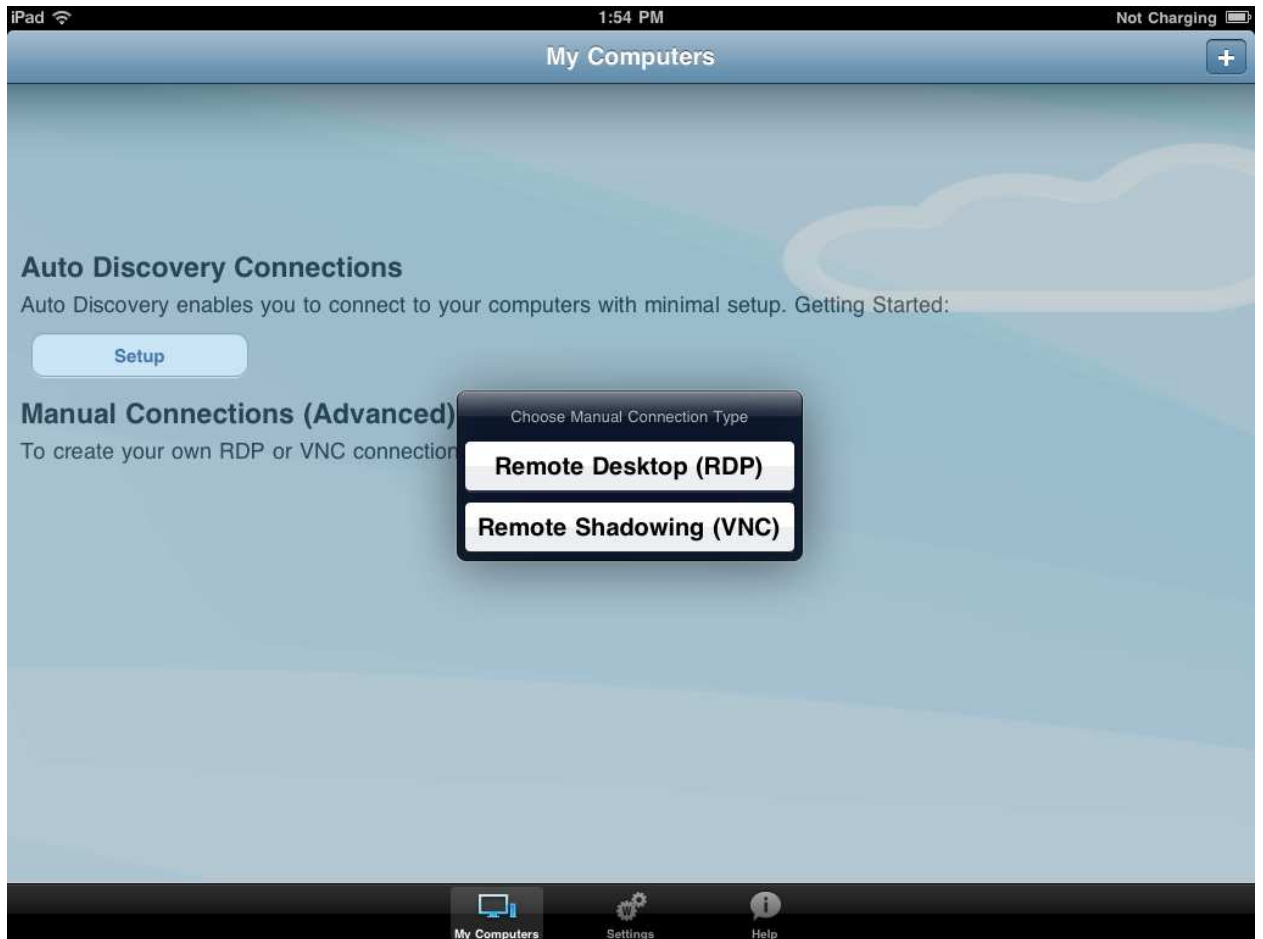 iPad 1:54 PM Not Charging
My Computers +
Auto Discovery Connections
Auto Discovery enables you to connect to your computers with minimal setup. Getting Started:
Setup
Manual Connections (Advanced)
To create your own RDP or VNC connection
Choose Manual Connection Type
Remote Desktop (RDP)
Remote Shadowing (VNC)
My Computers Settings Help